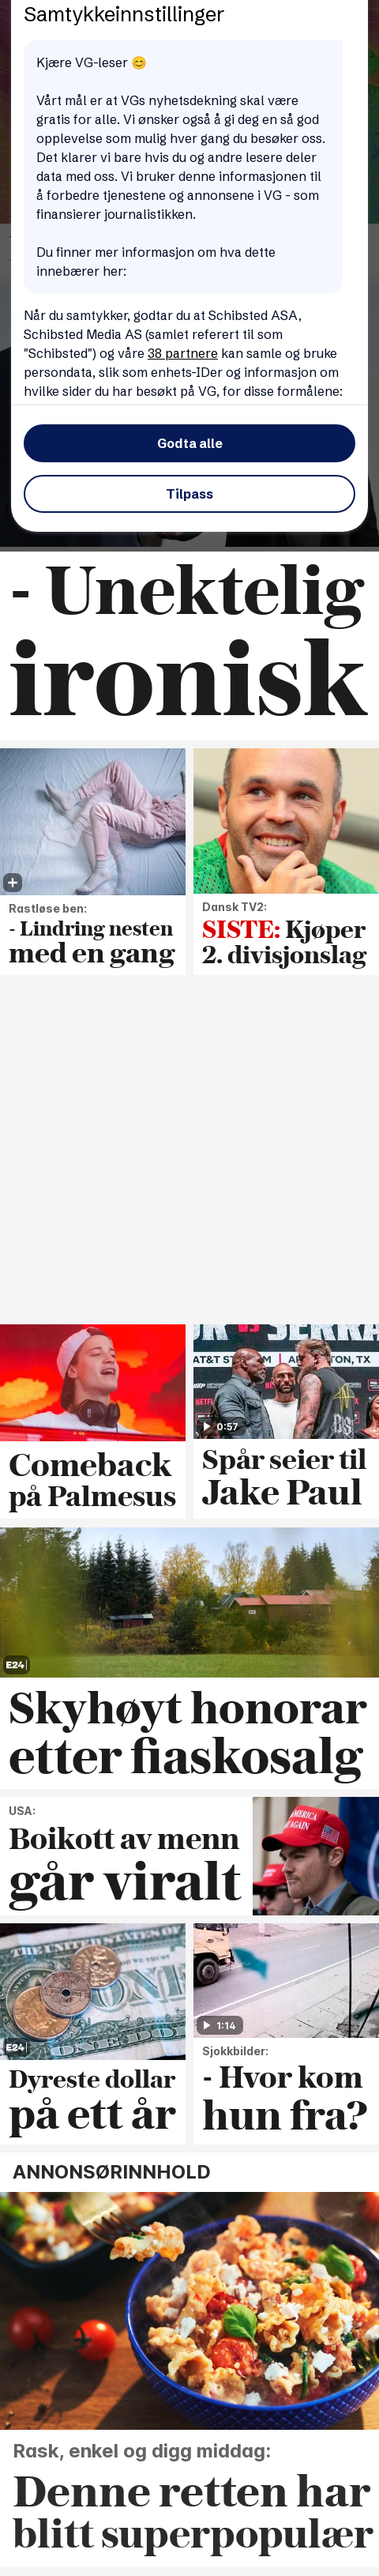 Samtykkeinnstillinger
Kjære VG-leser 😊
Vårt mål er at VGs nyhetsdekning skal være
gratis for alle. Vi ønsker også å gi deg en så god
opplevelse som mulig hver gang du besøker oss.
Det klarer vi bare hvis du og andre lesere deler
data med oss. Vi bruker denne informasjonen til
å forbedre tjenestene og annonsene i VG - som
finansierer journalistikken.
Du finner mer informasjon om hva dette
innebærer her:
Når du samtykker, godtar du at Schibsted ASA,
Schibsted Media AS (samlet referert til som
"Schibsted") og våre 38 partnere kan samle og bruke
persondata, slik som enhets-IDer og informasjon om
hvilke sider du har besøkt på VG, for disse formålene:
Godta alle
Tilpass
- Unektelig
ironisk
Rastløse ben:
- Lindring nesten
med en gang
Dansk TV2:
SISTE: Kjøper
2. divisjonslag
Comeback
på Palmesus
AT&T
TON, TX
0:57
Spår seier til
Jake Paul
E24
Skyhøyt honorar
etter fiaskosalg
USA:
Boikott av menn
går viralt
E24
Dyreste dollar
på ett år
1:14
Sjokkbilder:
- Hvor kom
hun fra?
ANNONSØRINNHOLD
Rask, enkel og digg middag:
Denne retten har
blitt superpopulær